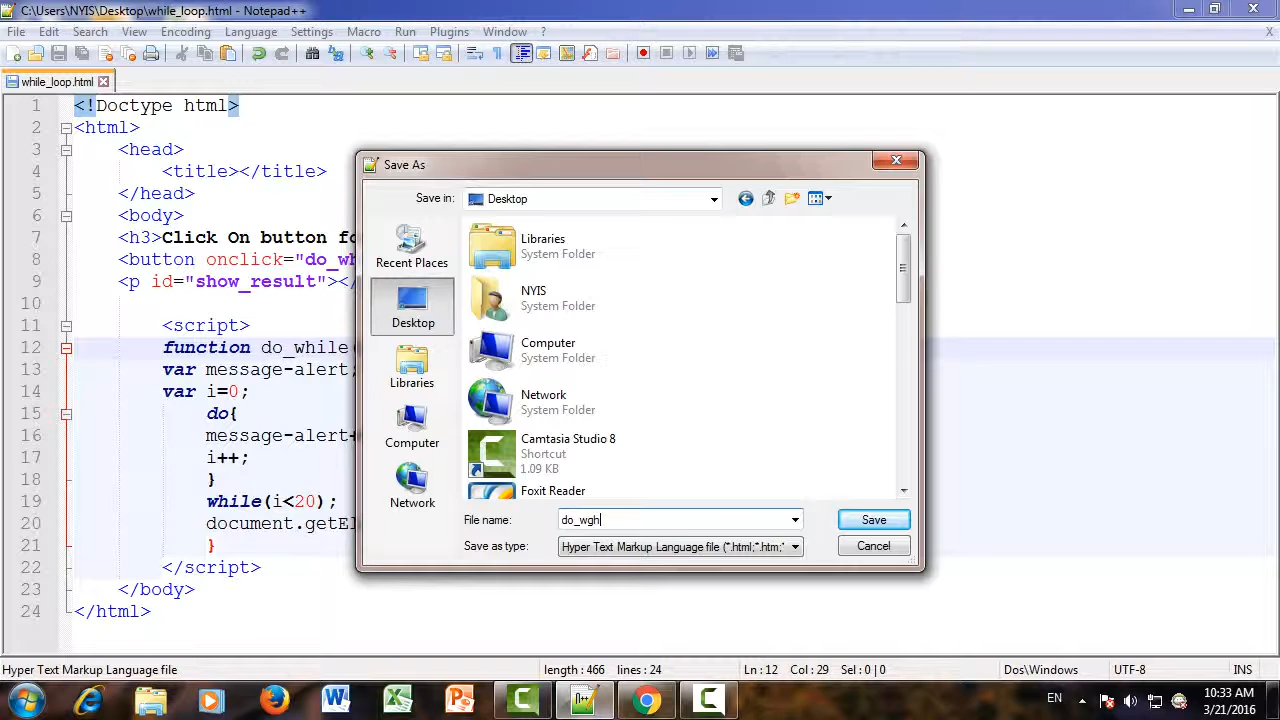 C:\Users\NYIS\Desktop\while_loop.html - Notepad++
File Edit Search View Encoding Language Settings Macro Run Plugins Window ? X
while_loop.html
1 <!Doctype html>
2 <html>
3 <head>
4 <title></title>
5 </head>
6 <body>
7 <h3>Click On button fo
8 <button onclick="do_wh
9 <p id="show_result"></
10
11 <script>
12 function do_while(
13 var message-alert;
14 var i=0;
15 do{
16 message-alert+
17 i++;
18 }
19 while(i<20);
20 document.getEl
21 }
22 </script>
23 </body>
24 </html>
Save As
Save in: Desktop
Recent Places
Desktop
Libraries
Computer
Network
Libraries
System Folder
NYIS
System Folder
Computer
System Folder
Network
System Folder
Camtasia Studio 8
Shortcut
1.09 KB
Foxit Reader
File name: do_wgh Save
Save as type: Hyper Text Markup Language file (*.html;*.htm;* Cancel
Hyper Text Markup Language file length : 466 lines : 24 Ln : 12 Col : 29 Sel : 0 | 0 Dos\Windows UTF-8 INS
EN
10:33 AM
3/21/2016